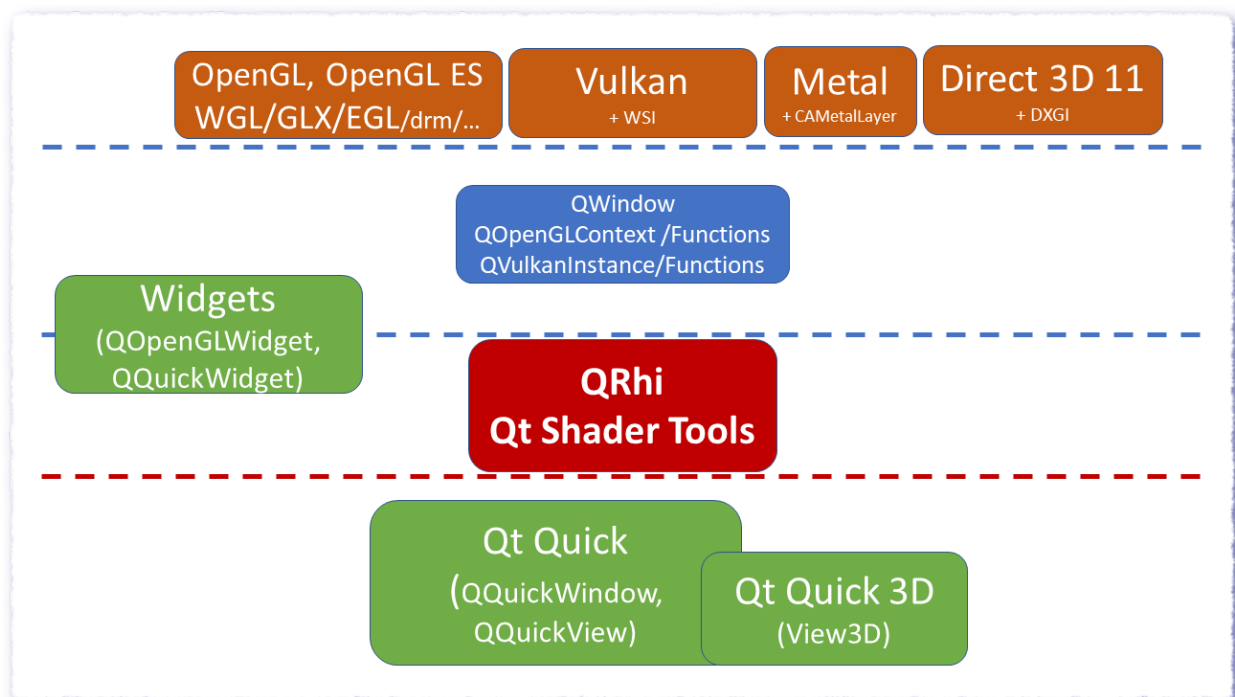 OpenGL, OpenGL ES
WGL/GLX/EGL/drm/...
Vulkan
+ WSI
Metal
+ CAMetalLayer
Direct 3D 11
+ DXGI
QWindow
QOpenGLContext /Functions
QVulkanInstance/Functions
Widgets
(QOpenGLWidget,
QQuickWidget)
QRhi
Qt Shader Tools
Qt Quick
(QQuickWindow,
QQuickView)
Qt Quick 3D
(View3D)